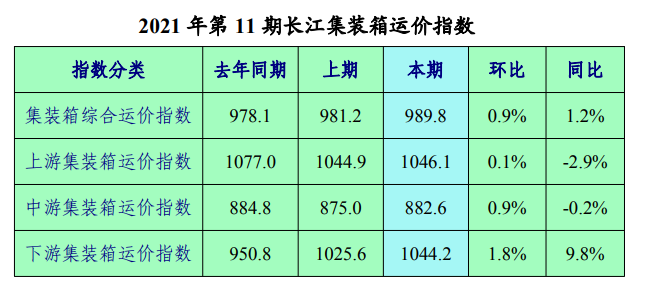 2021 年第 11 期长江集装箱运价指数
指数分类 去年同期 上期 本期 环比 同比
集装箱综合运价指数 978.1 981.2 989.8 0.9% 1.2%
上游集装箱运价指数 1077.0 1044.9 1046.1 0.1% -2.9%
中游集装箱运价指数 884.8 875.0 882.6 0.9% -0.2%
下游集装箱运价指数 950.8 1025.6 1044.2 1.8% 9.8%